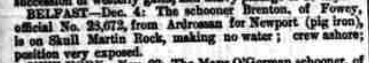 BELFAST—Dec. 4. The schooner Brenton, of Fowey,
official No. 23,672, from Ardrossan for Newport (pig iron),
is on Skull Martin Rock, making no water; crew ashore;
position very exposed.